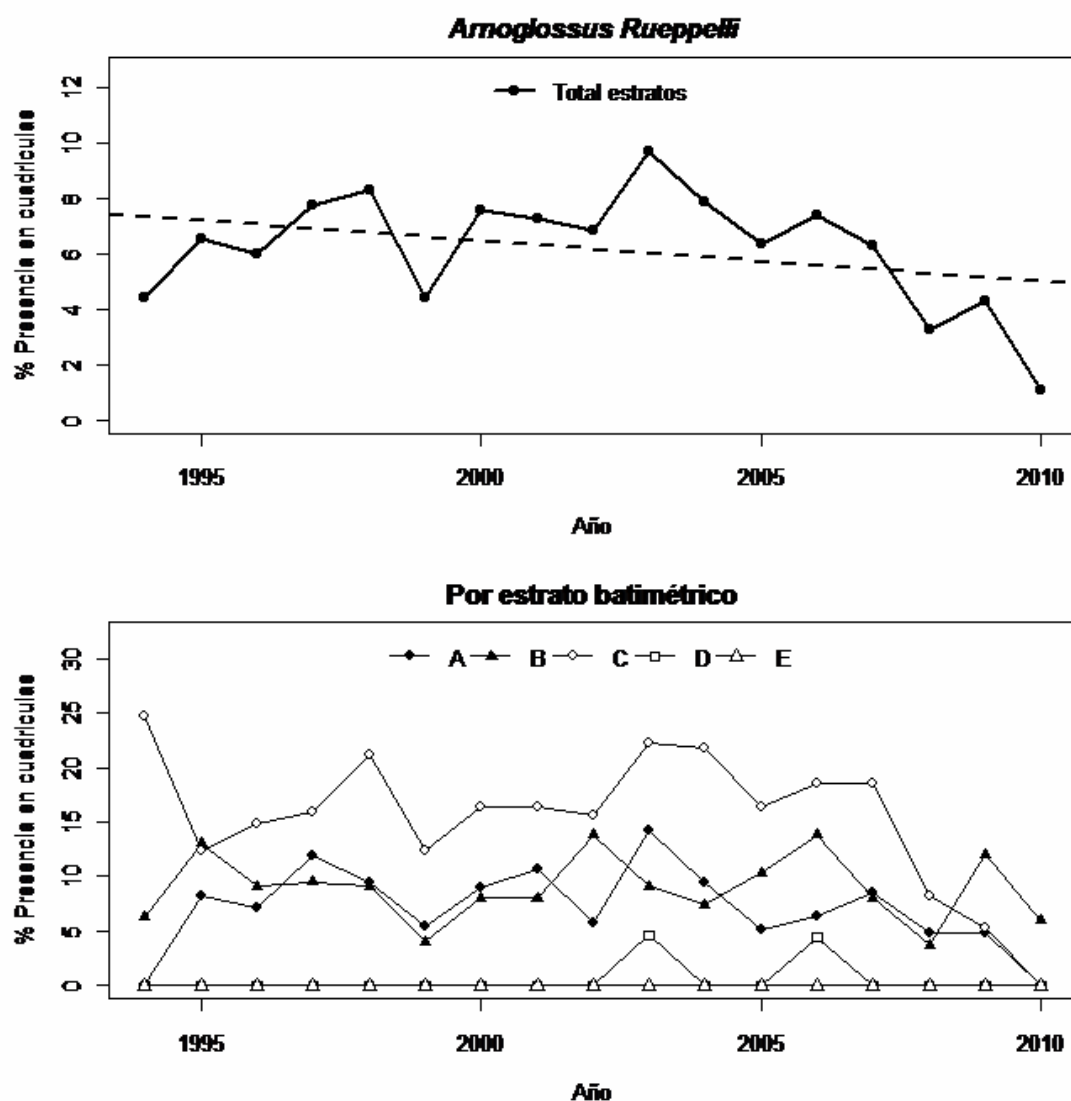 Arnoglossus Rueppelli
Total estratos
% Presencia en cuadrículas
12
10
8
6
4
2
0
1995 2000 2005 2010
Año
Por estrato batimétrico
A B C D E
% Presencia en cuadrículas
30
25
20
15
10
5
0
1995 2000 2005 2010
Año